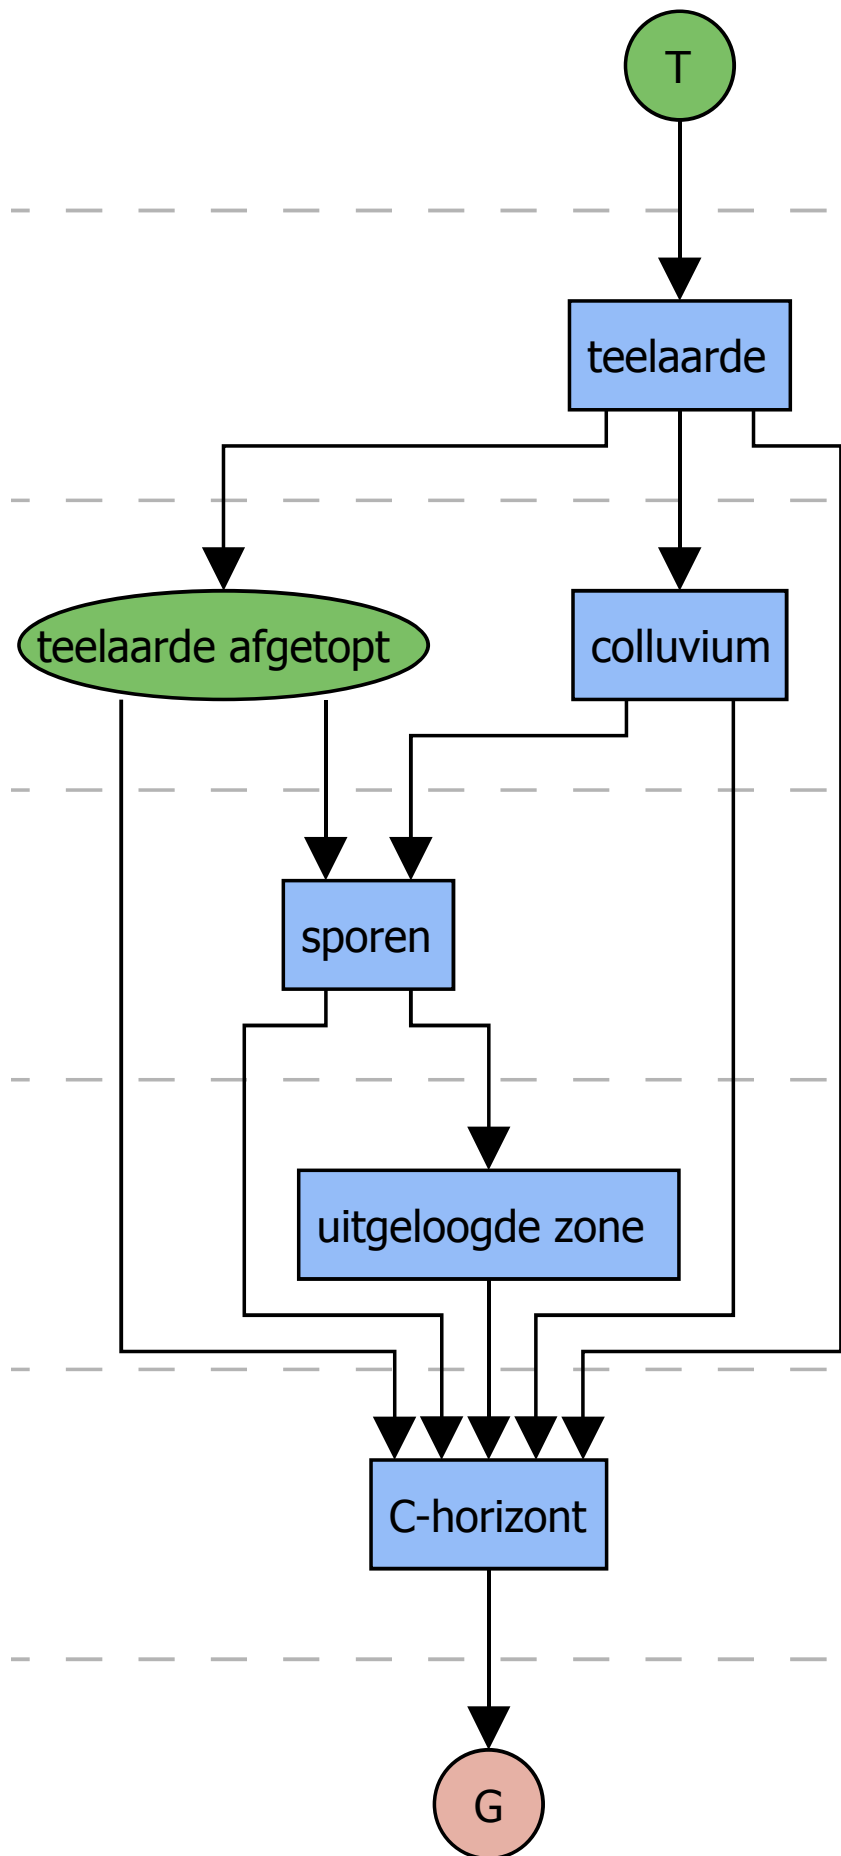 T
teelaarde
teelaarde afgetopt
colluvium
sporen
uitgeloogde zone
C-horizont
G